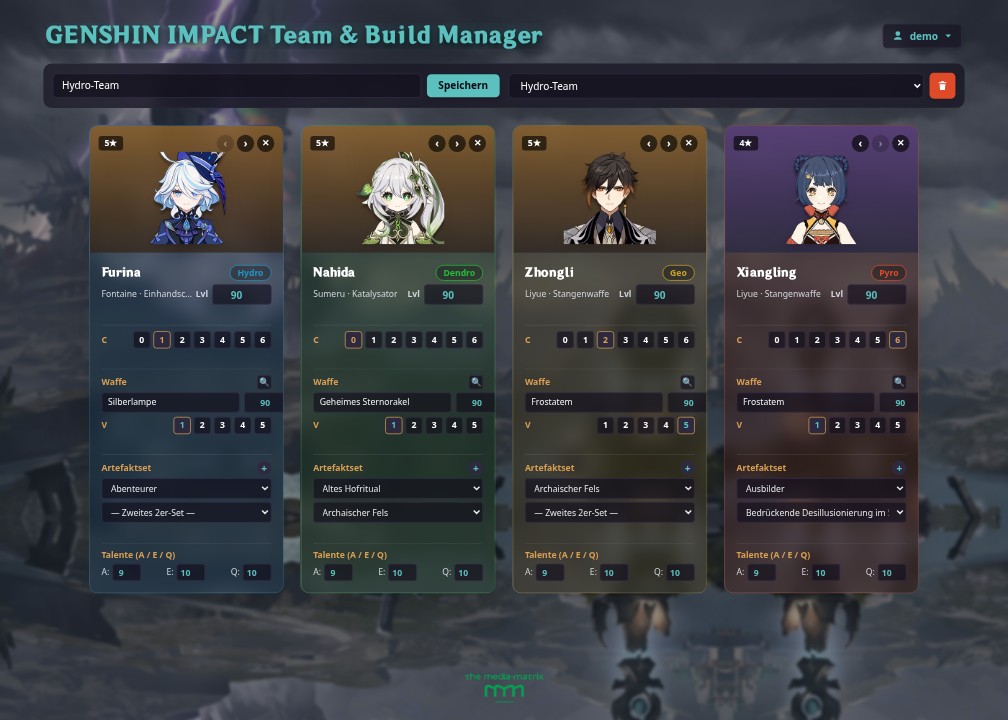 GENSHIN IMPACT Team & Build Manager
demo
Hydro-Team
Speichern
Hydro-Team
5★
Furina
Hydro
Fontaine · Einhandsc... Lvl 90
C 0 1 2 3 4 5 6
Waffe
Silberlampe 90
V 1 2 3 4 5
Artefaktset +
Abenteurer
— Zweites 2er-Set —
Talente (A / E / Q)
A: 9 E: 10 Q: 10
5★
Nahida
Dendro
Sumeru · Katalysator Lvl 90
C 0 1 2 3 4 5 6
Waffe
Geheimes Sternorakel 90
V 1 2 3 4 5
Artefaktset +
Altes Hofritual
Archaischer Fels
Talente (A / E / Q)
A: 9 E: 10 Q: 10
5★
Zhongli
Geo
Liyue · Stangenwaffe Lvl 90
C 0 1 2 3 4 5 6
Waffe
Frostatem 90
V 1 2 3 4 5
Artefaktset +
Archaischer Fels
— Zweites 2er-Set —
Talente (A / E / Q)
A: 9 E: 10 Q: 10
4★
Xiangling
Pyro
Liyue · Stangenwaffe Lvl 90
C 0 1 2 3 4 5 6
Waffe
Frostatem 90
V 1 2 3 4 5
Artefaktset +
Ausbilder
Bedrückende Desillusionierung im
Talente (A / E / Q)
A: 9 E: 10 Q: 10
the media-matrix